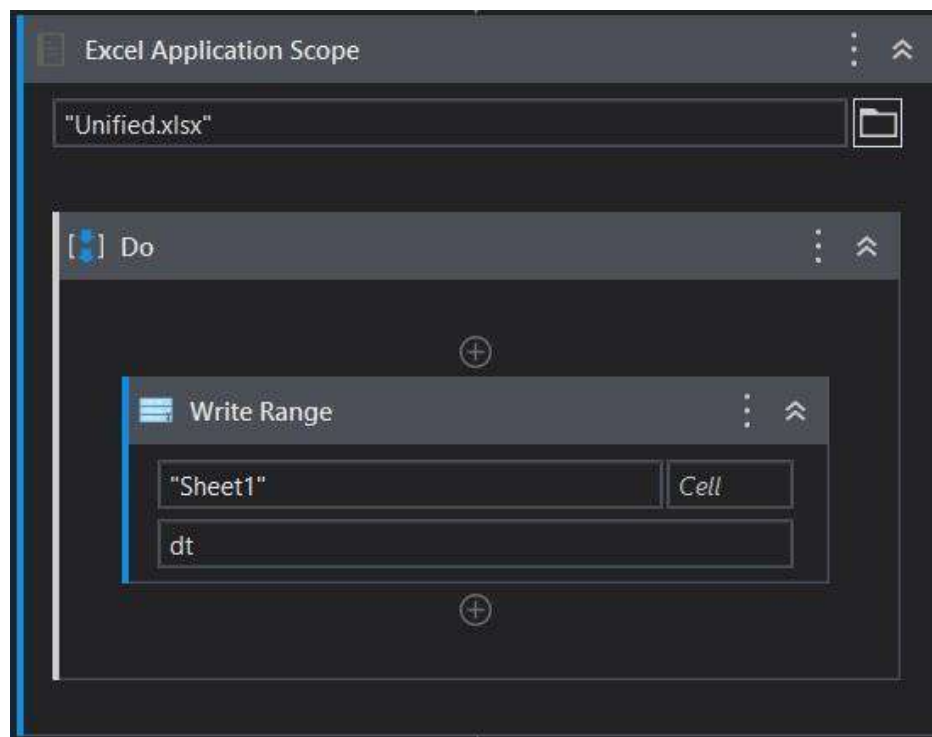 Excel Application Scope
"Unified.xlsx"
Do
Write Range
"Sheet1" Cell
dt